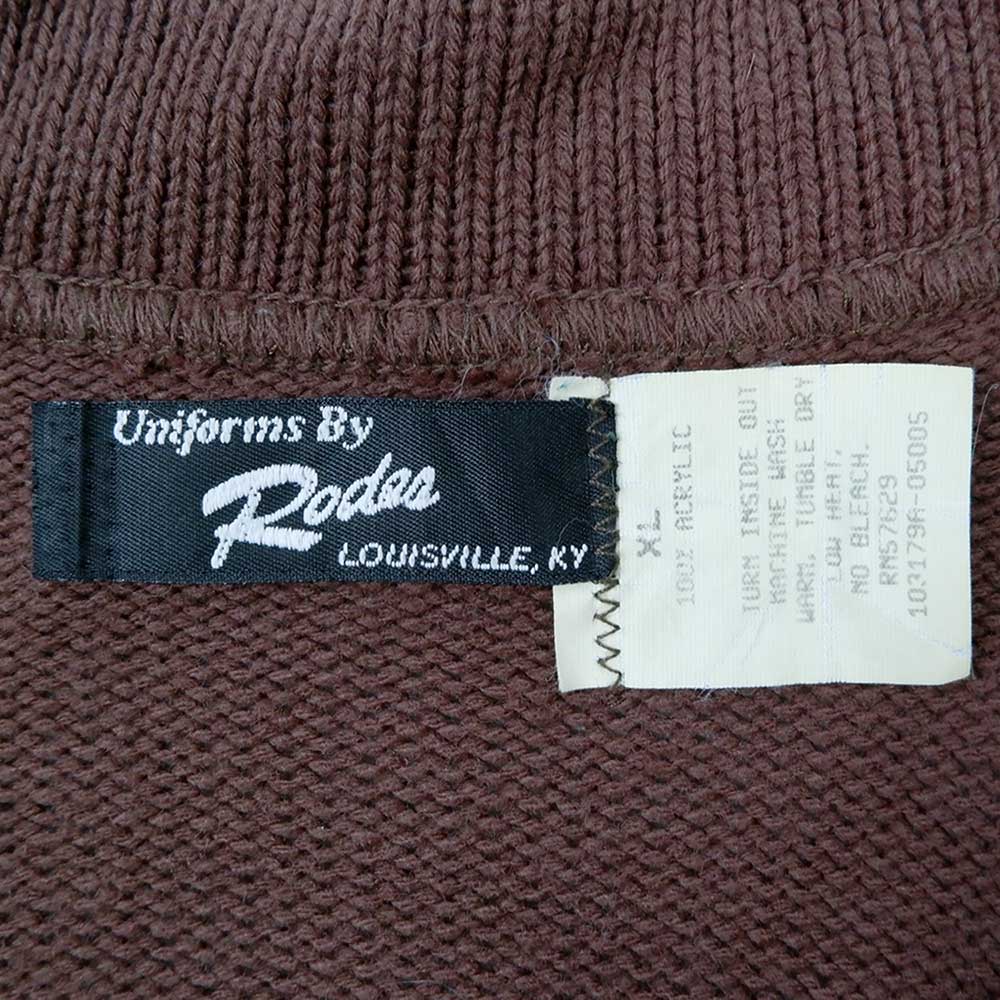 Uniforms By
Rodes
LOUISVILLE, KY
XL
100% ACRYLIC
TURN INSIDE OUT
MACHINE WASH
WARM, TUMBLE DRY
LOW HEAT.
NO BLEACH.
RN57629
103179A-05005